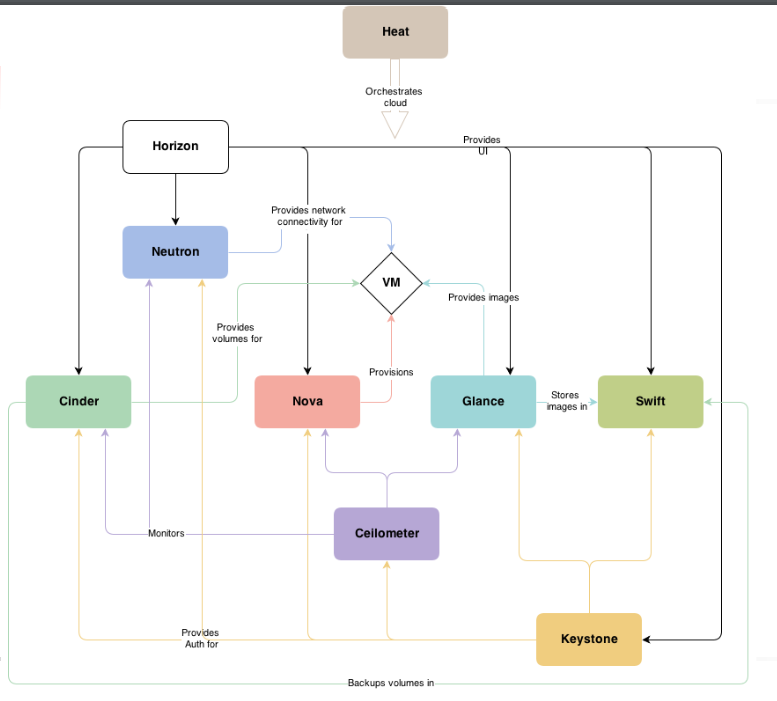 Heat
Orchestrates
cloud
Horizon
Provides
UI
Provides network
connectivity for
Neutron
VM
Provides images
Provides
volumes for
Provisions
Cinder
Nova
Glance
Stores
images in
Swift
Monitors
Ceilometer
Provides
Auth for
Keystone
Backups volumes in